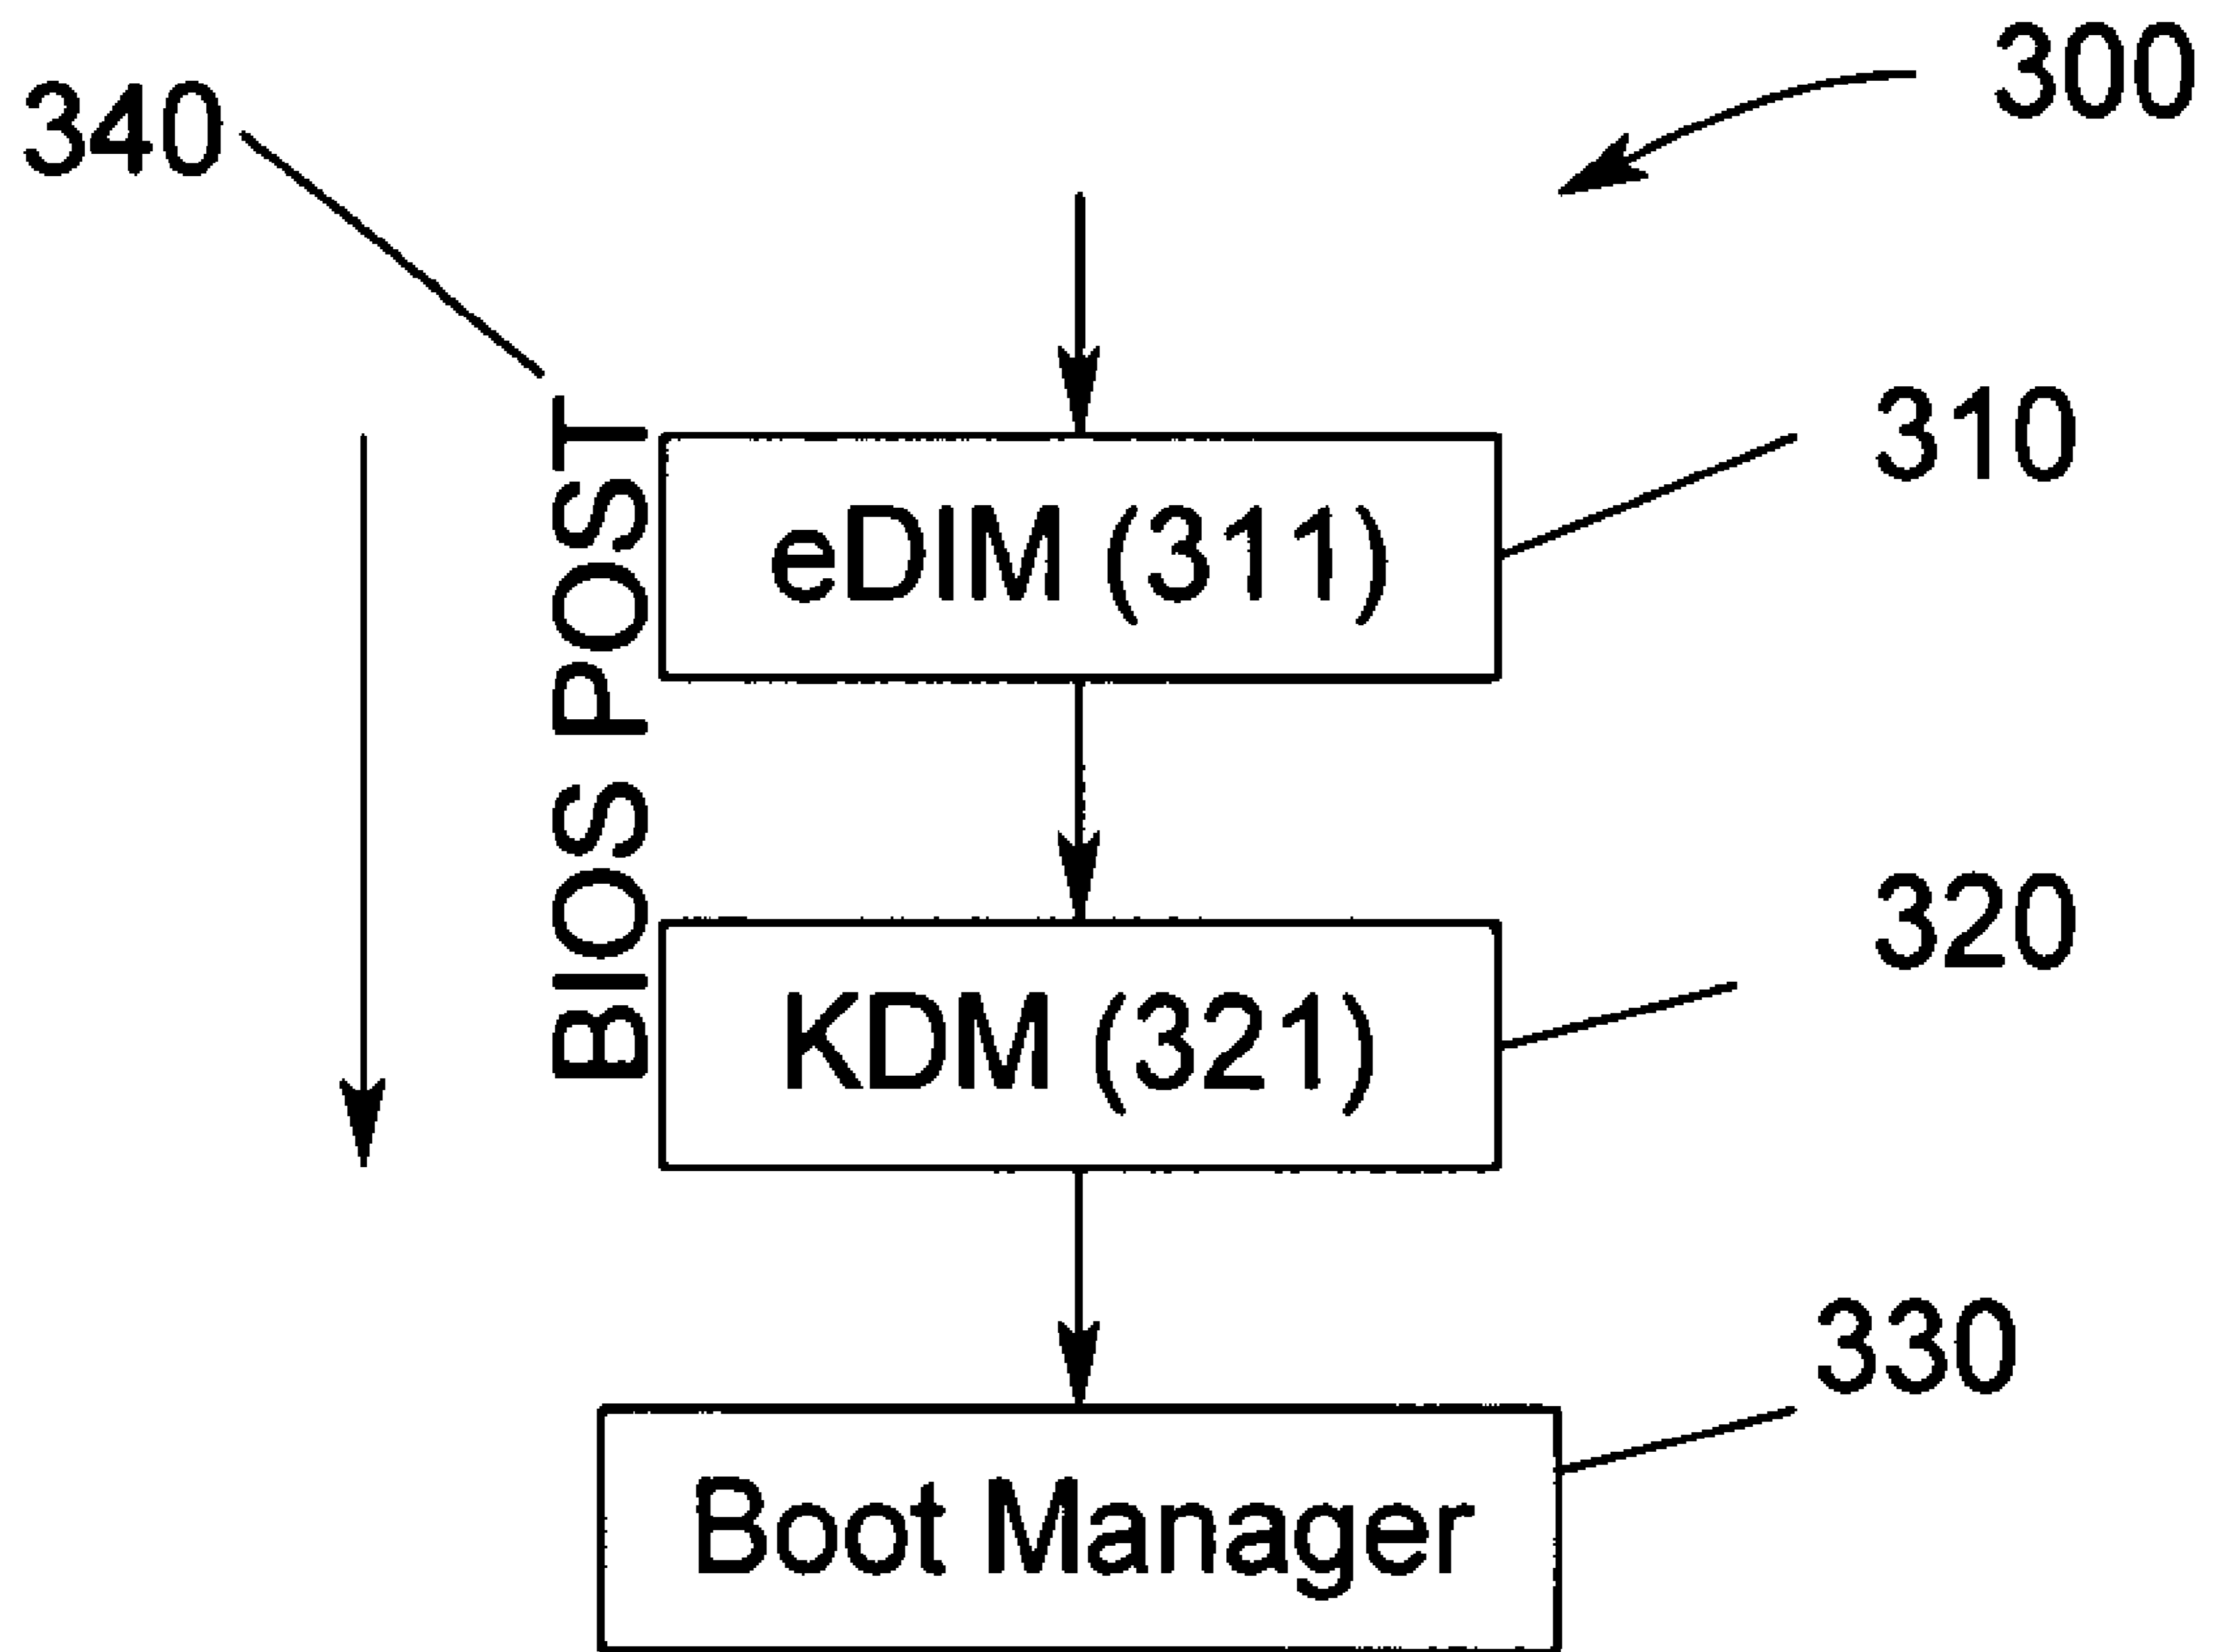 300
340
310
eDIM (311)
BIOS POST
320
KDM (321)
330
Boot Manager